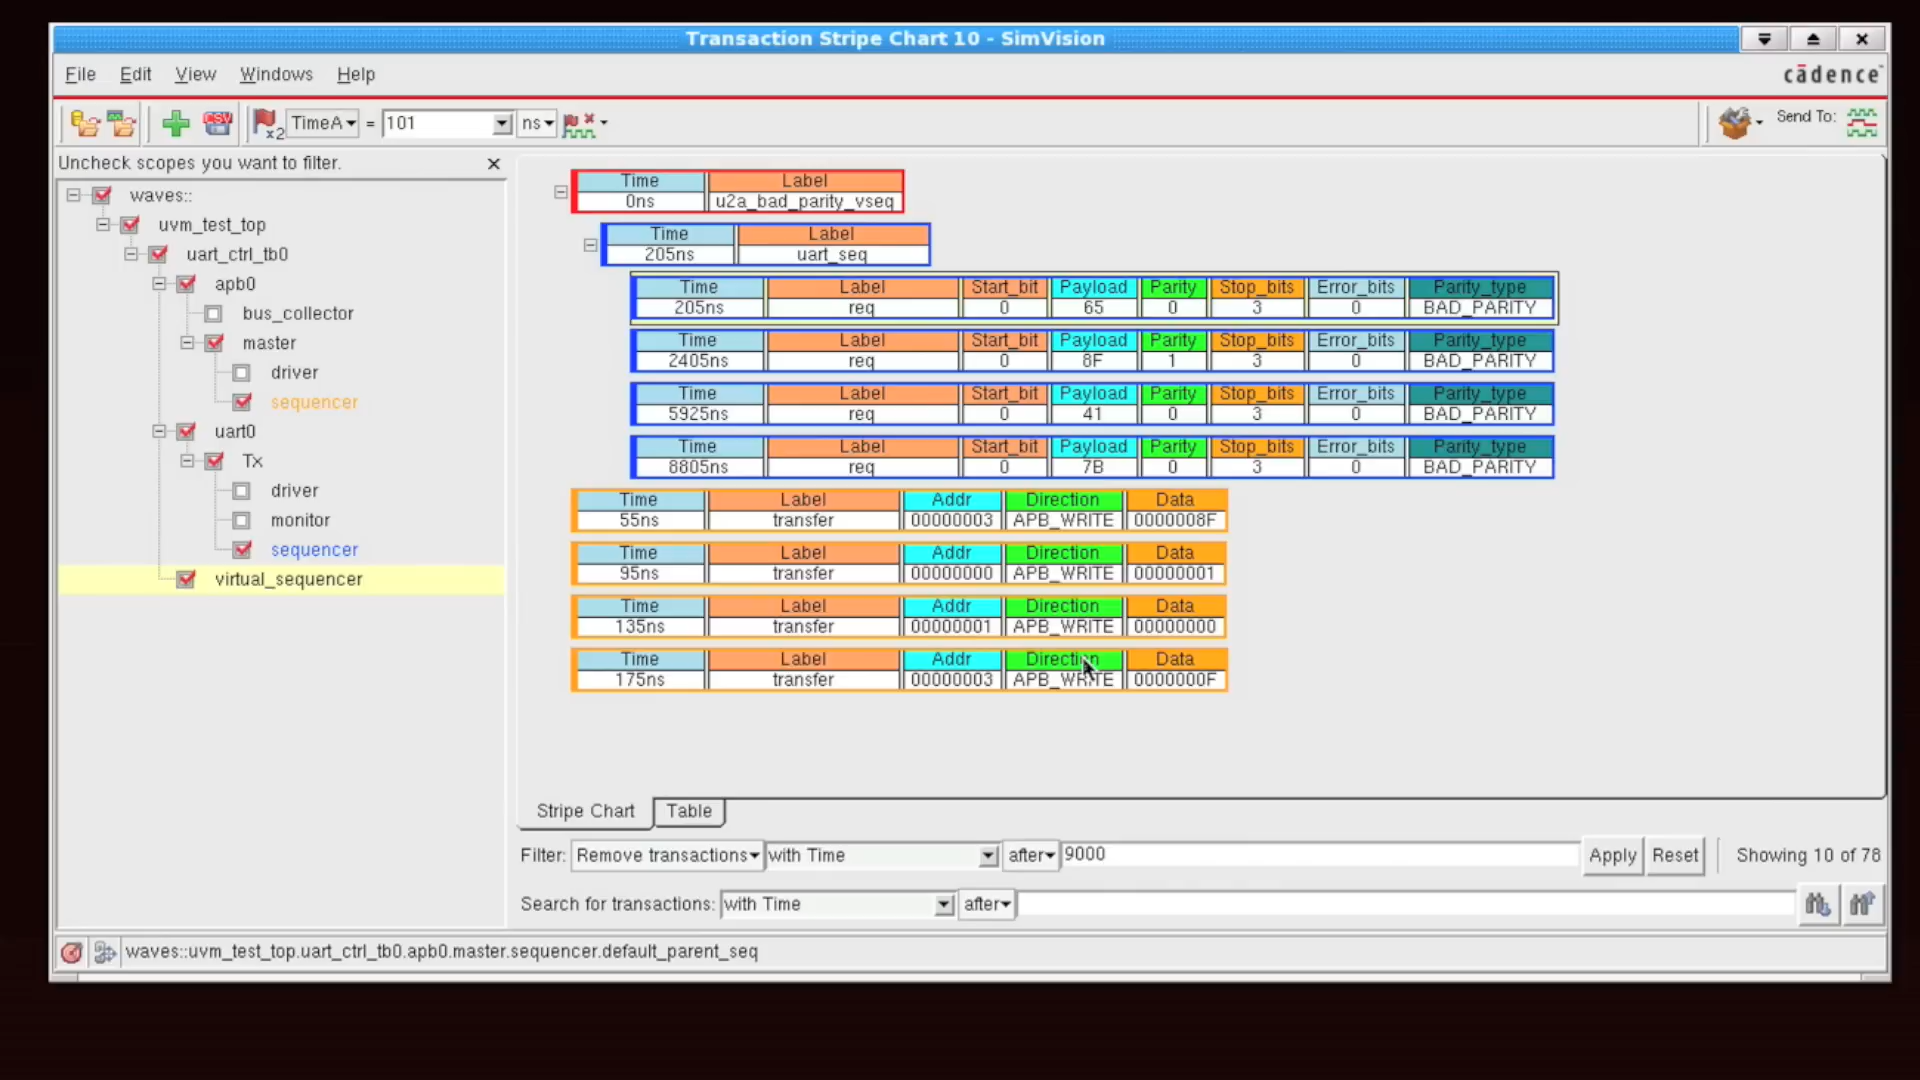 Transaction Stripe Chart 10 - SimVision
File Edit View Windows Help
cādence
x2 TimeA = 101 ns Send To:
Uncheck scopes you want to filter.
waves::
uvm_test_top
uart_ctrl_tb0
apb0
bus_collector
master
driver
sequencer
uart0
Tx
driver
monitor
sequencer
virtual_sequencer
Time Label
0ns u2a_bad_parity_vseq
Time Label
205ns uart_seq
Time Label Start_bit Payload Parity Stop_bits Error_bits Parity_type
205ns req 0 65 0 3 0 BAD_PARITY
Time Label Start_bit Payload Parity Stop_bits Error_bits Parity_type
2405ns req 0 8F 1 3 0 BAD_PARITY
Time Label Start_bit Payload Parity Stop_bits Error_bits Parity_type
5925ns req 0 41 0 3 0 BAD_PARITY
Time Label Start_bit Payload Parity Stop_bits Error_bits Parity_type
8805ns req 0 7B 0 3 0 BAD_PARITY
Time Label Addr Direction Data
55ns transfer 00000003 APB_WRITE 0000008F
Time Label Addr Direction Data
95ns transfer 00000000 APB_WRITE 00000001
Time Label Addr Direction Data
135ns transfer 00000001 APB_WRITE 00000000
Time Label Addr Direction Data
175ns transfer 00000003 APB_WRITE 0000000F
Stripe Chart Table
Filter: Remove transactions with Time after 9000 Apply Reset Showing 10 of 78
Search for transactions: with Time after
waves::uvm_test_top.uart_ctrl_tb0.apb0.master.sequencer.default_parent_seq